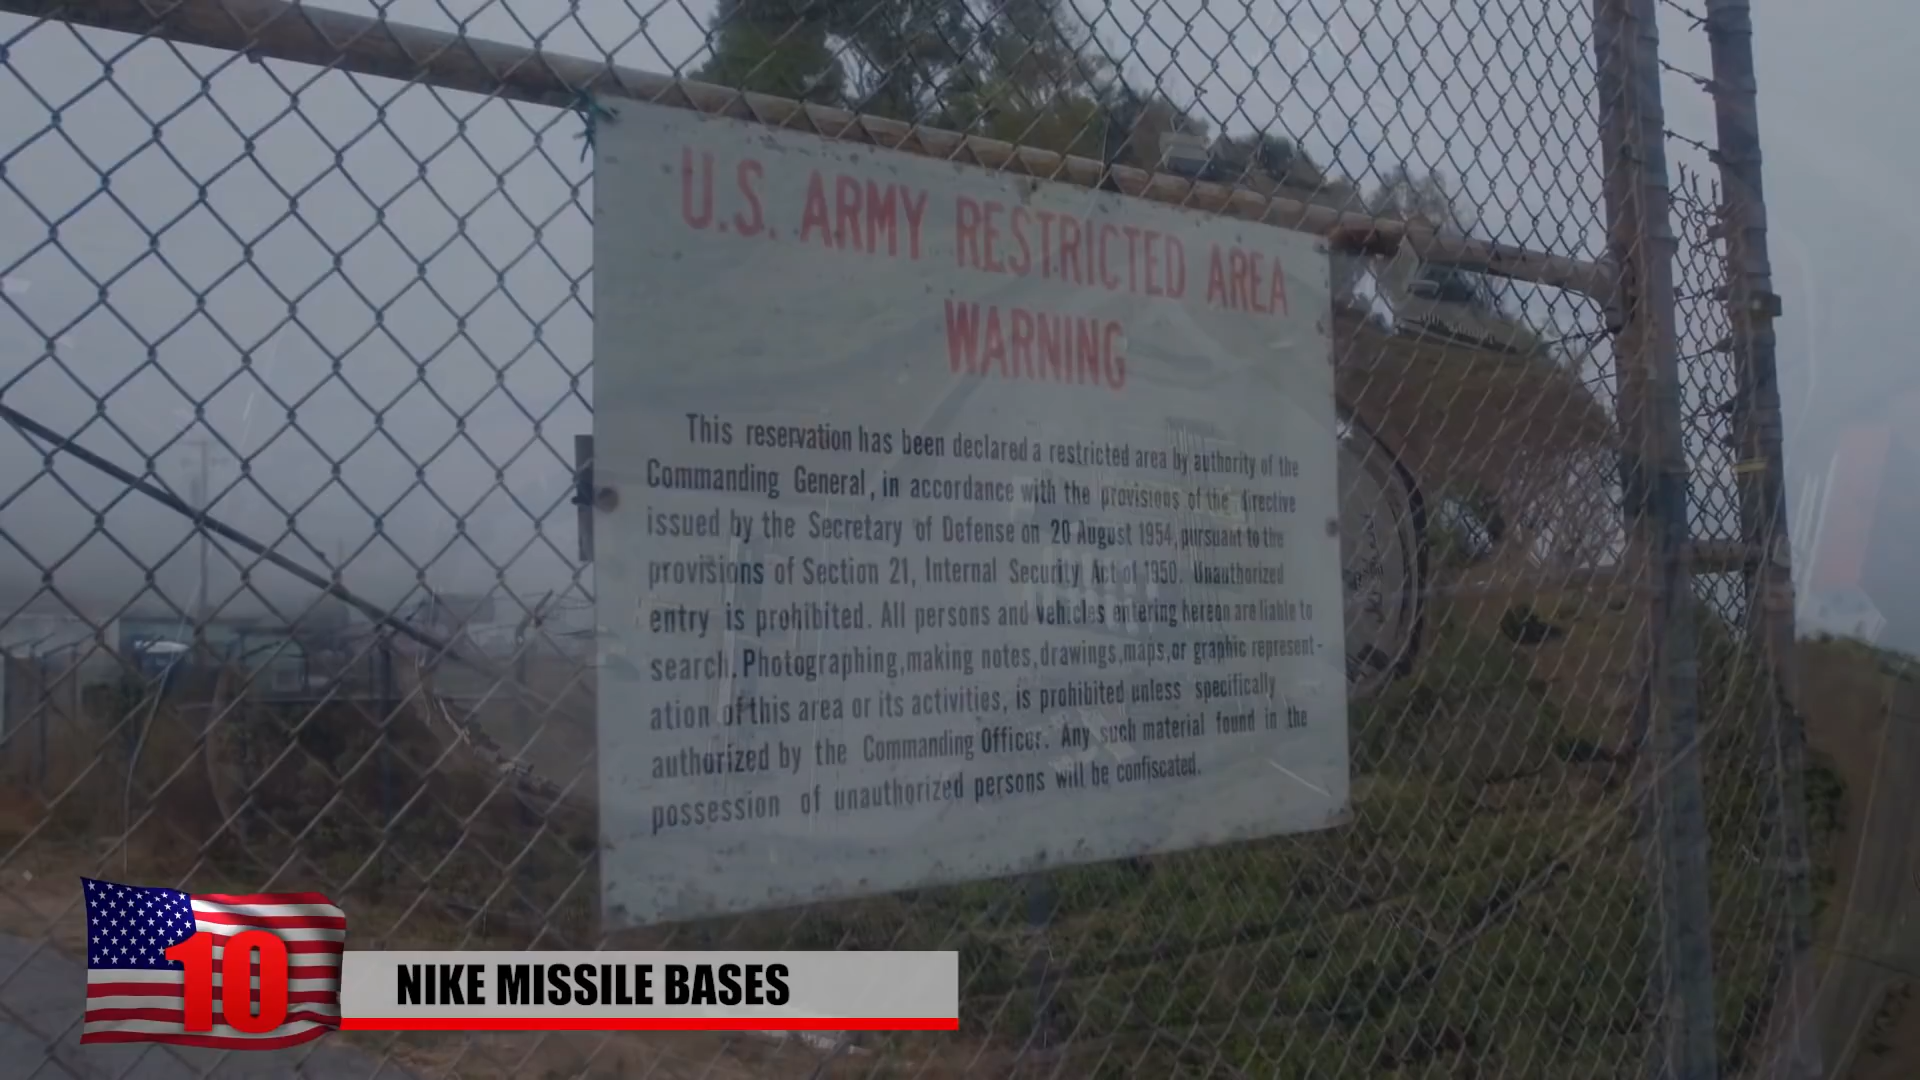 U.S. ARMY RESTRICTED AREA
WARNING
This reservation has been declared a restricted area by authority of the
Commanding General, in accordance with the provisions of the directive
issued by the Secretary of Defense on 20 August 1954, pursuant to the
provisions of Section 21, Internal Security Act of 1950. Unauthorized
entry is prohibited. All persons and vehicles entering hereon are liable to
search. Photographing, making notes, drawings, maps, or graphic represent-
ation of this area or its activities, is prohibited unless specifically
authorized by the Commanding Officer. Any such material found in the
possession of unauthorized persons will be confiscated.
10
NIKE MISSILE BASES